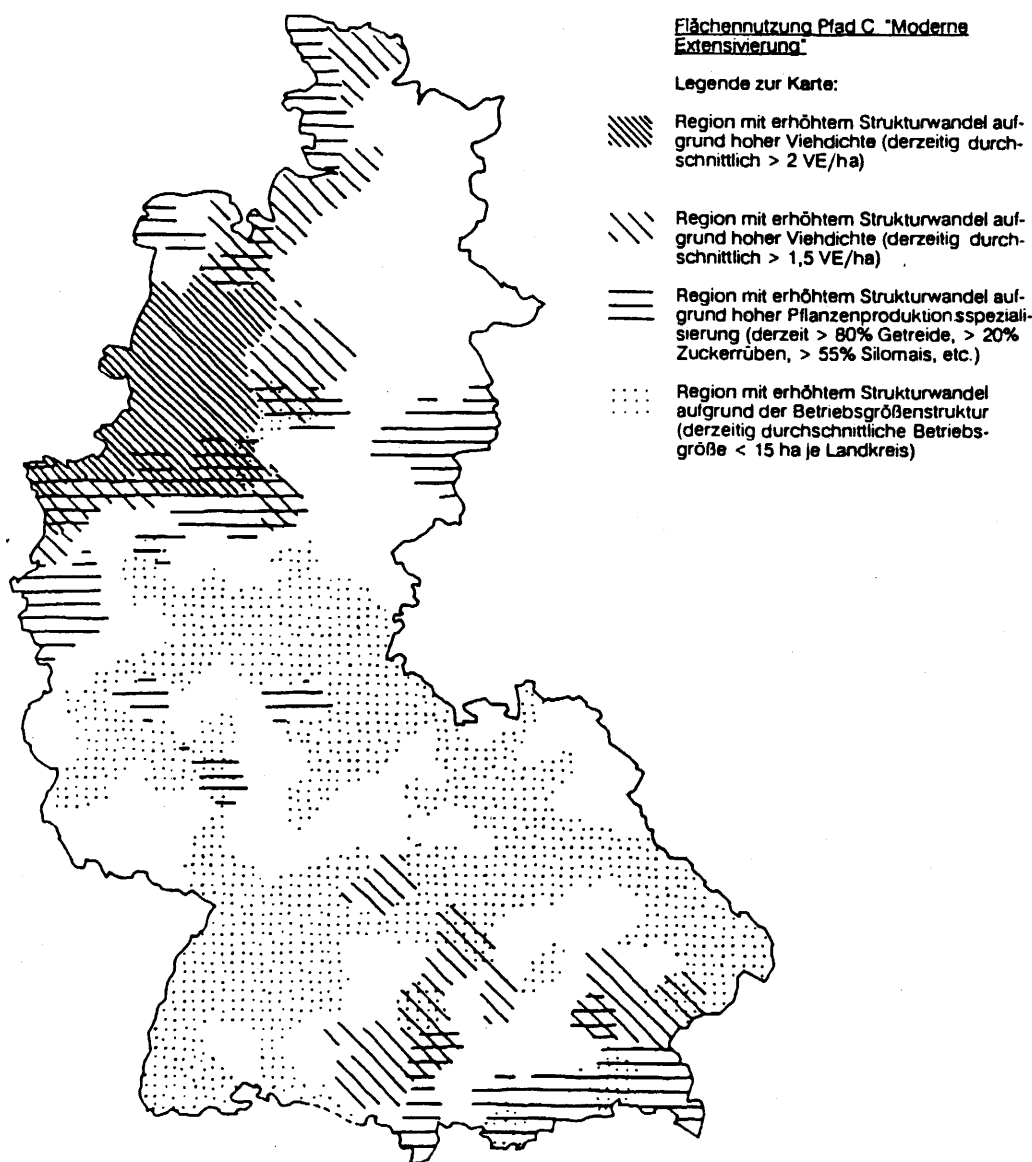 Flächennutzung Pfad C "Moderne
Extensivierung"
Legende zur Karte:
Region mit erhöhtem Strukturwandel auf-
grund hoher Viehdichte (derzeitig durch-
schnittlich > 2 VE/ha)
Region mit erhöhtem Strukturwandel auf-
grund hoher Viehdichte (derzeitig durch-
schnittlich > 1,5 VE/ha)
Region mit erhöhtem Strukturwandel auf-
grund hoher Pflanzenproduktionsspeziali-
sierung (derzeit > 80% Getreide, > 20%
Zuckerrüben, > 55% Silomais, etc.)
Region mit erhöhtem Strukturwandel
aufgrund der Betriebsgrößenstruktur
(derzeitig durchschnittliche Betriebs-
größe < 15 ha je Landkreis)